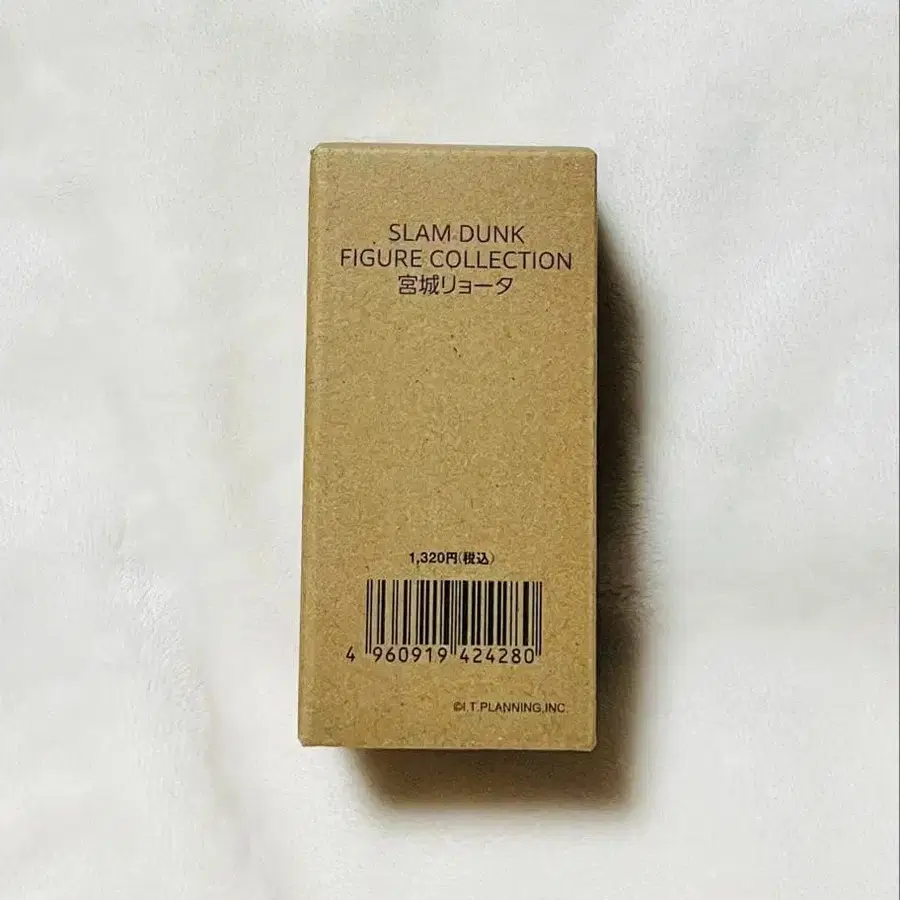 SLAM DUNK
FIGURE COLLECTION
宮城リョータ
1,320円(税込)
4 960919 424280
©I.T.PLANNING,INC.